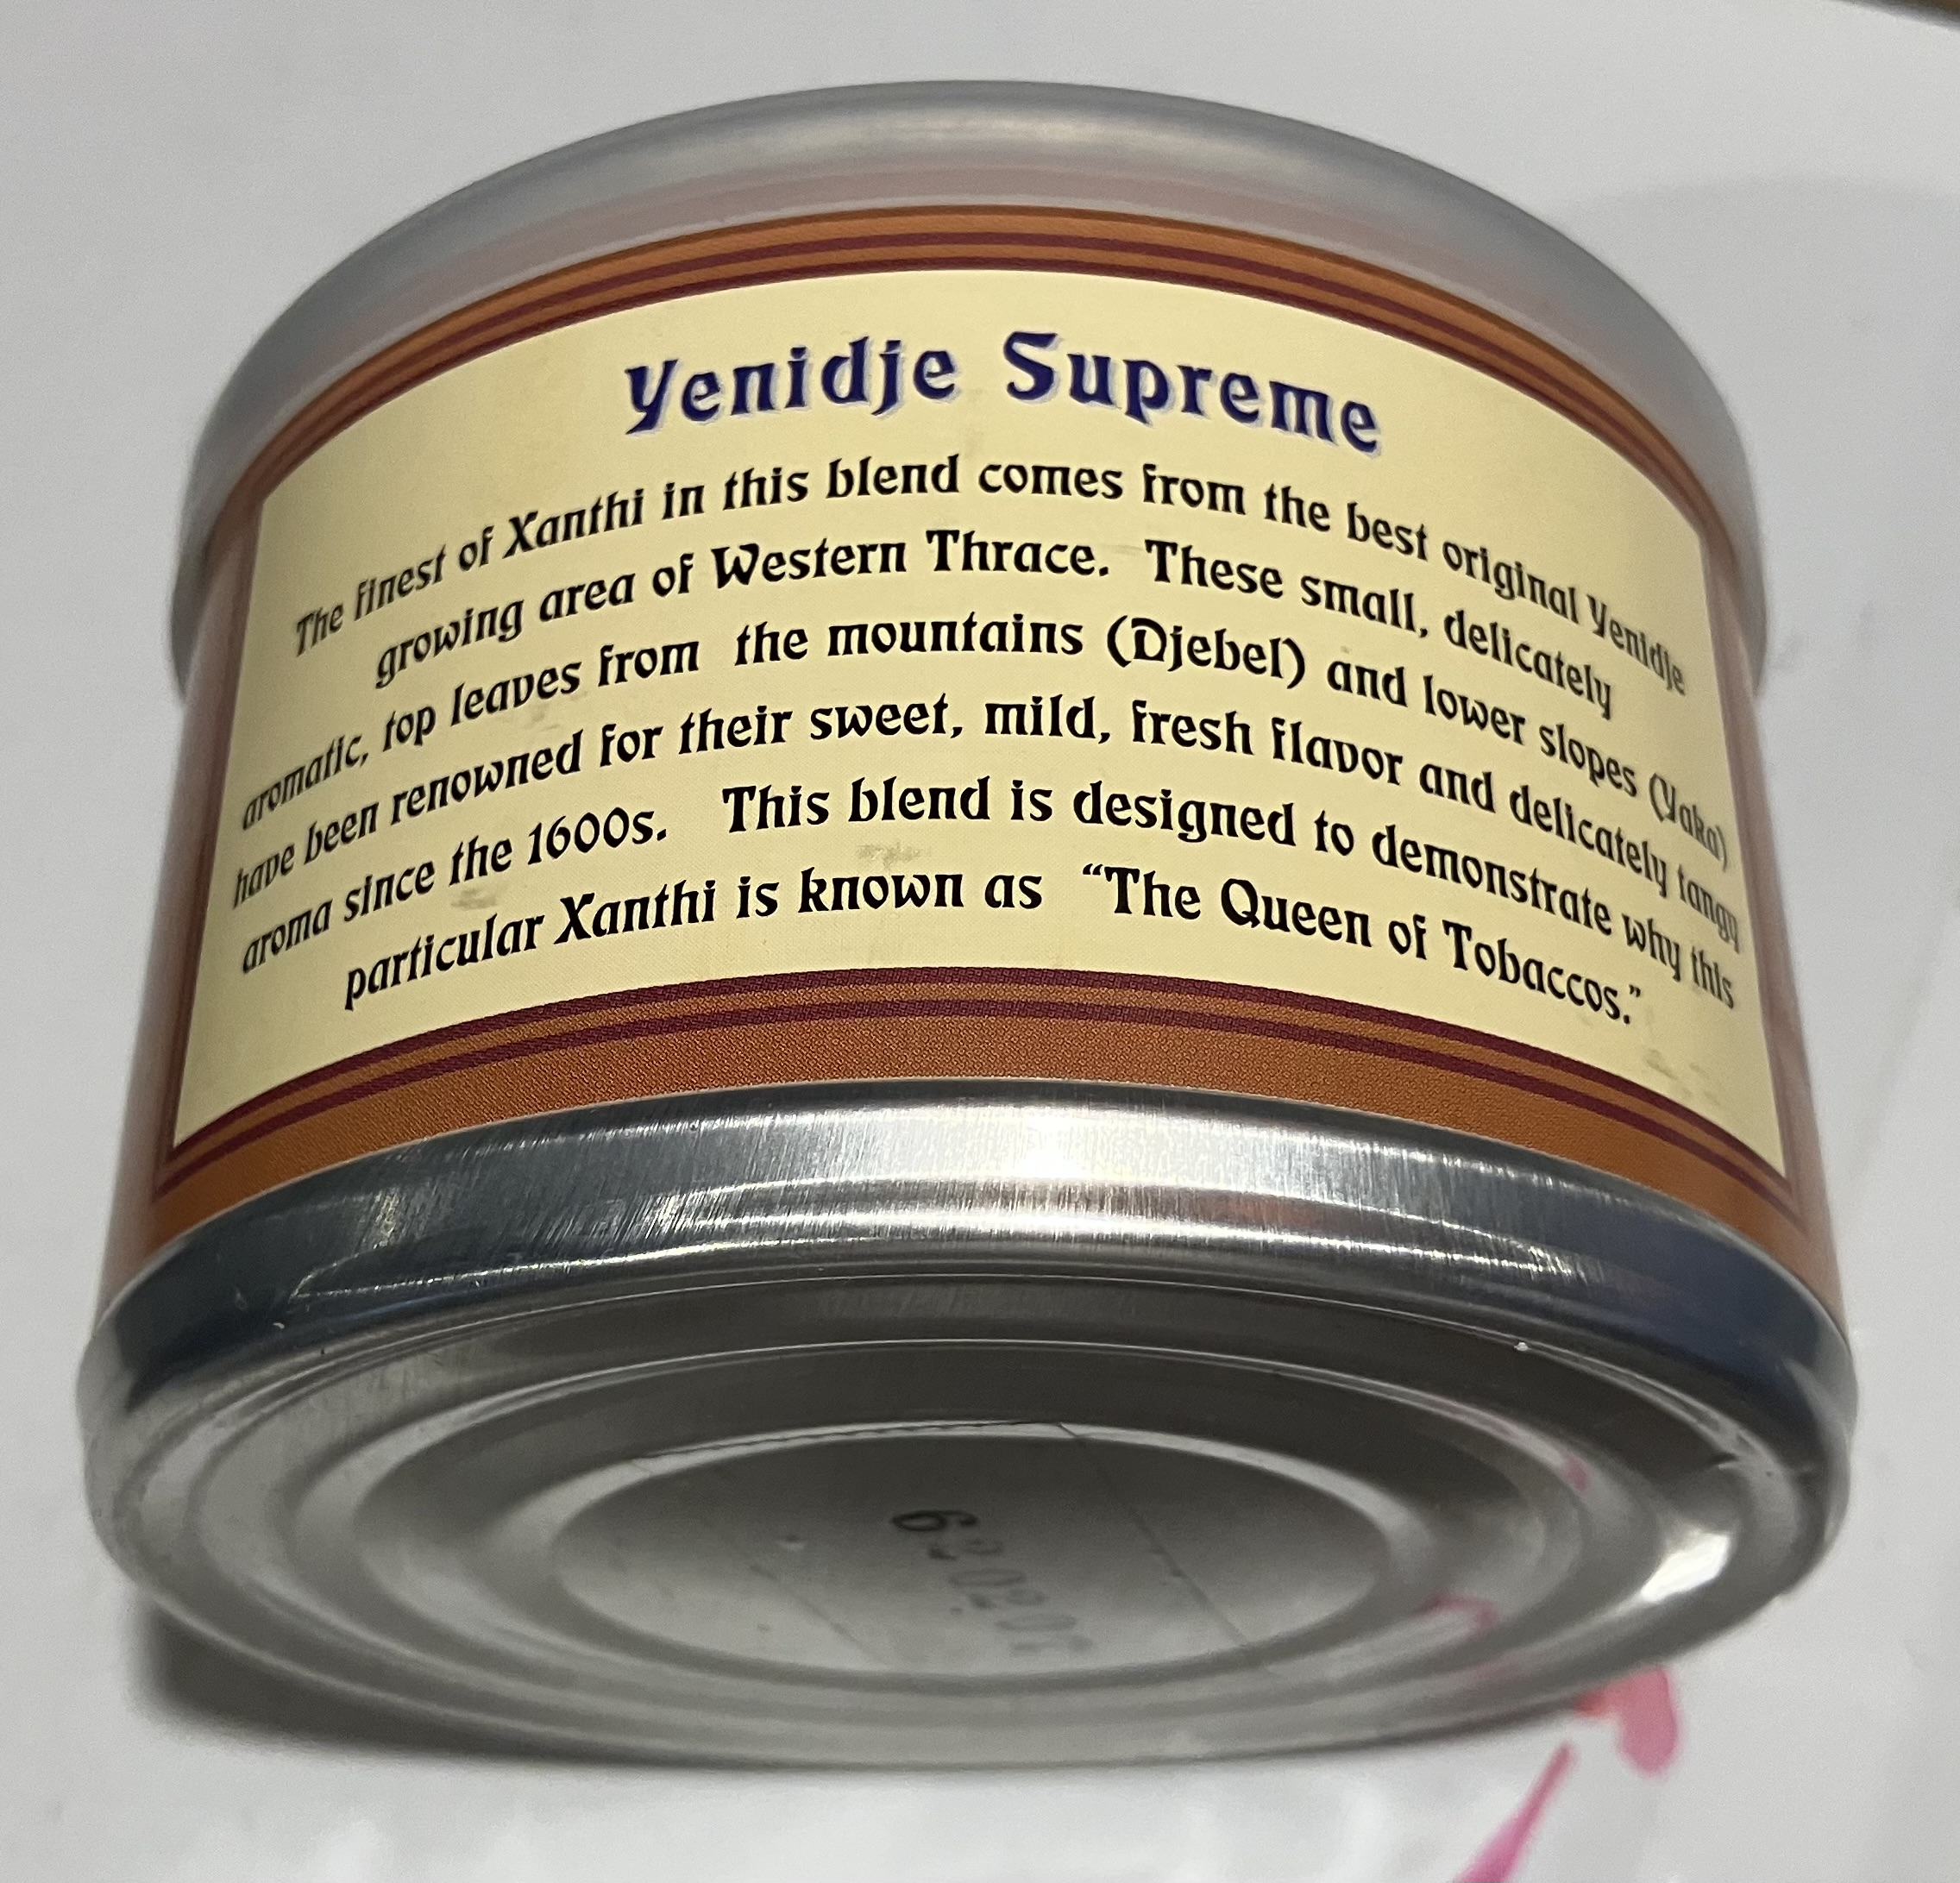 Yenidje Supreme
The finest of Xanthi in this blend comes from the best original Yenidje
growing area of Western Thrace. These small, delicately
aromatic, top leaves from the mountains (Djebel) and lower slopes (Yaka)
have been renowned for their sweet, mild, fresh flavor and delicately tangy
aroma since the 1600s. This blend is designed to demonstrate why this
particular Xanthi is known as “The Queen of Tobaccos.”